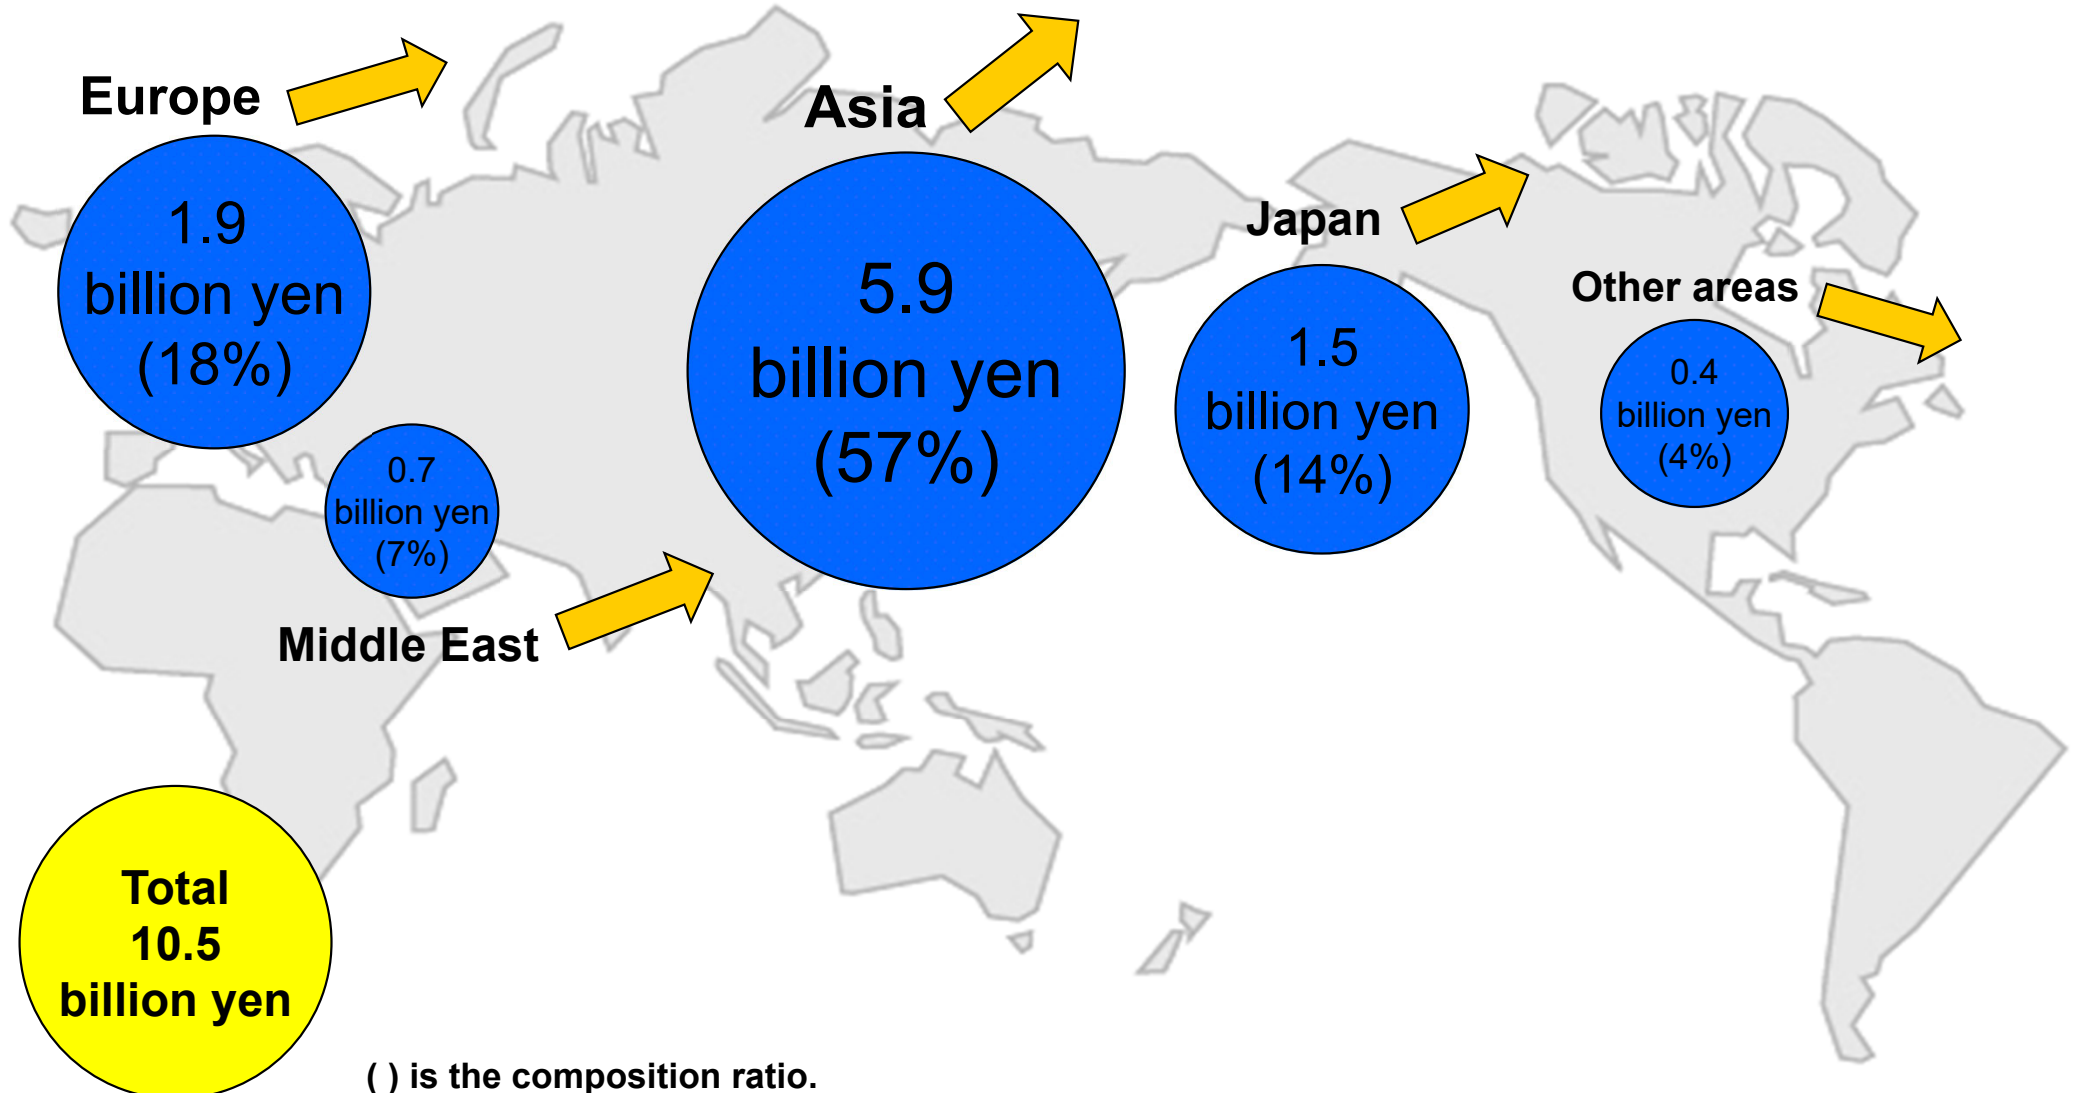 Europe
1.9
billion yen
(18%)
Asia
5.9
billion yen
(57%)
Japan
1.5
billion yen
(14%)
Other areas
0.4
billion yen
(4%)
0.7
billion yen
(7%)
Middle East
Total
10.5
billion yen
( ) is the composition ratio.